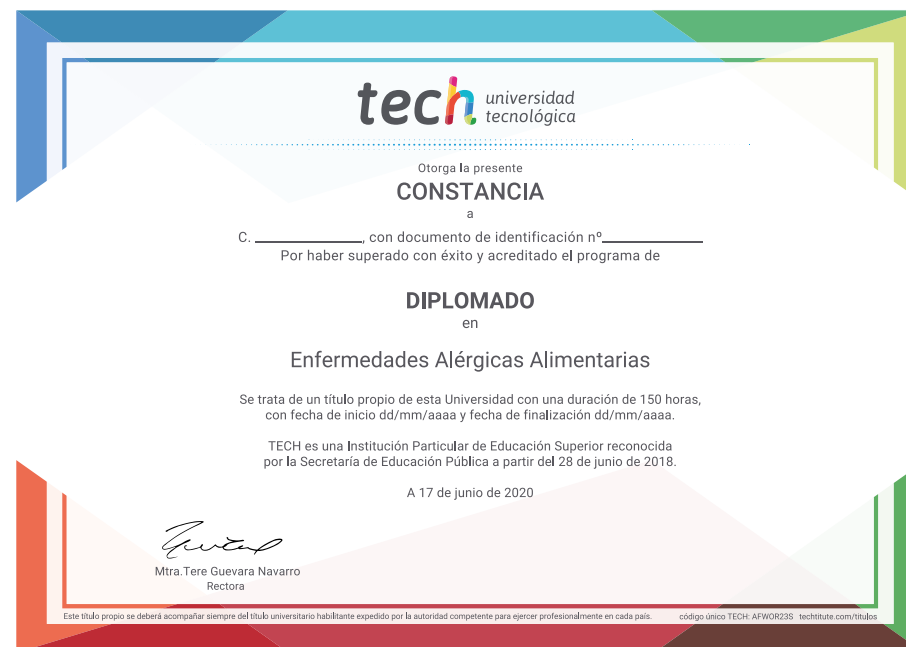 tech universidad
tecnológica
Otorga la presente
CONSTANCIA
a
C. ____________, con documento de identificación nº____________
Por haber superado con éxito y acreditado el programa de
DIPLOMADO
en
Enfermedades Alérgicas Alimentarias
Se trata de un título propio de esta Universidad con una duración de 150 horas,
con fecha de inicio dd/mm/aaaa y fecha de finalización dd/mm/aaaa.
TECH es una Institución Particular de Educación Superior reconocida
por la Secretaría de Educación Pública a partir del 28 de junio de 2018.
A 17 de junio de 2020
Mtra.Tere Guevara Navarro
Rectora
Este título propio se deberá acompañar siempre del título universitario habilitante expedido por la autoridad competente para ejercer profesionalmente en cada país. código único TECH: AFWOR23S techtitute.com/titulos